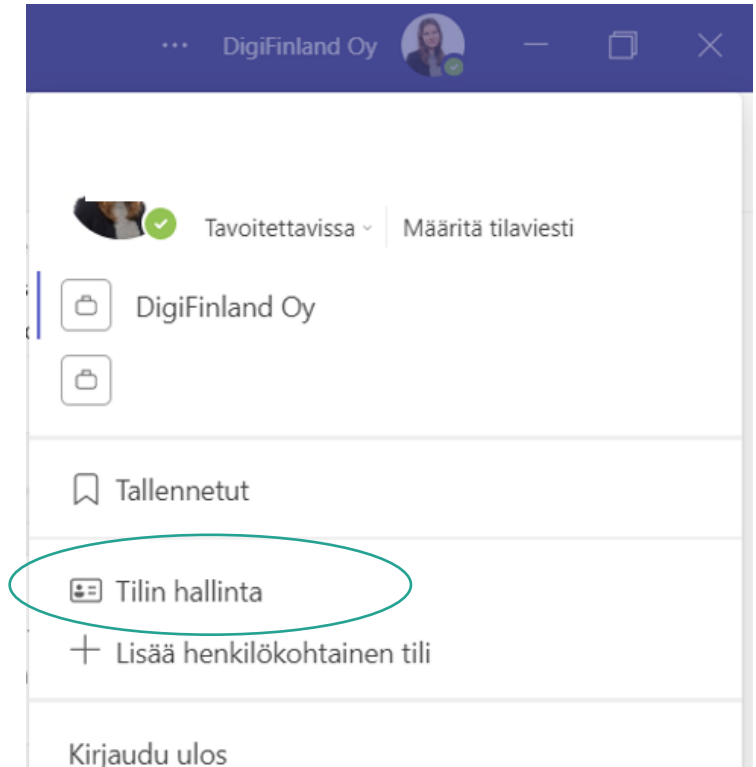 ··· DigiFinland Oy
Tavoitettavissa Määritä tilaviesti
DigiFinland Oy
Tallennetut
Tilin hallinta
Lisää henkilökohtainen tili
Kirjaudu ulos